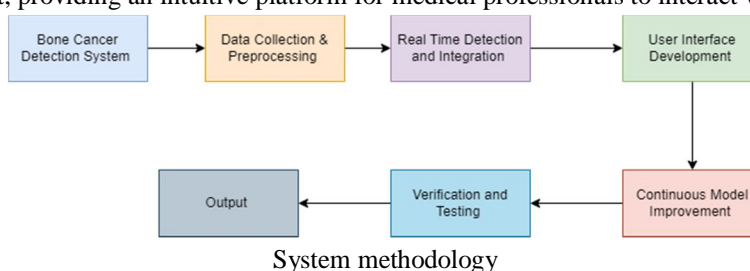 providing an intuitive platform for medical professionals to interact
Bone Cancer
Detection System
Data Collection &
Preprocessing
Real Time Detection
and Integration
User Interface
Development
Output
Verification and
Testing
Continuous Model
Improvement
System methodology